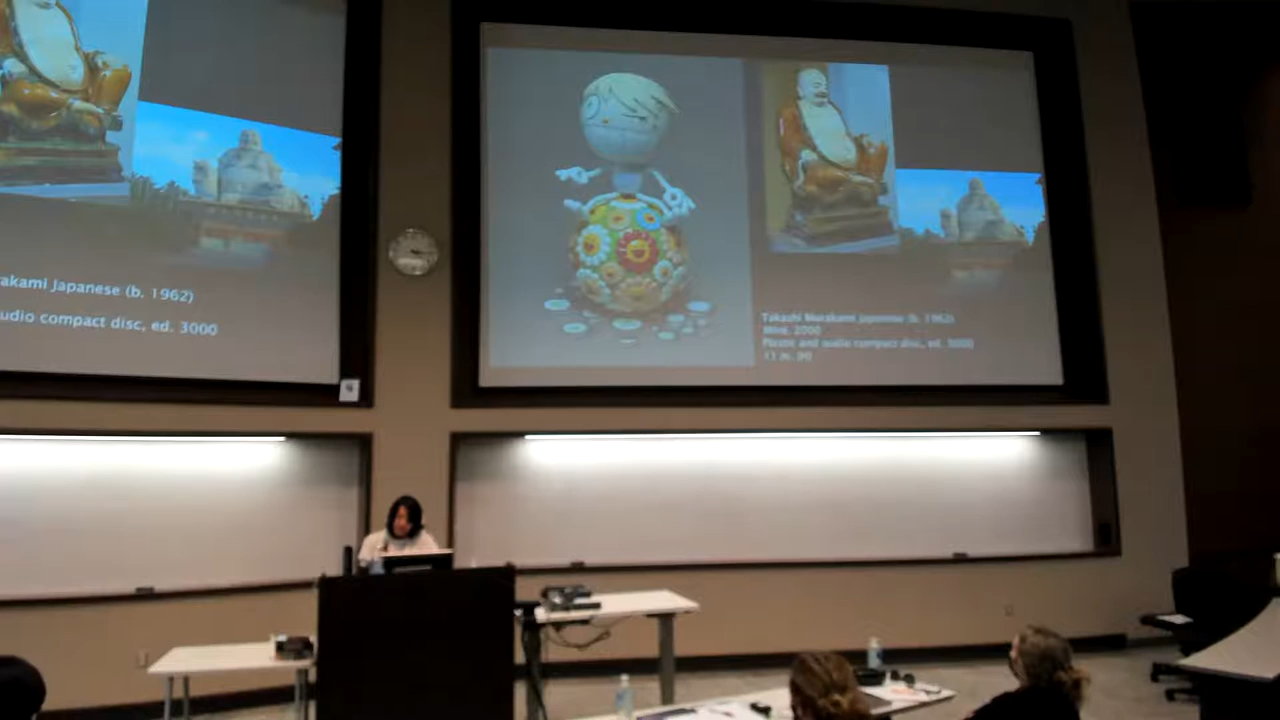 akami Japanese (b. 1962)
udio compact disc, ed. 3000
Takashi Murakami Japanese (b. 1962)
2000
Plastic and audio compact disc, ed. 3000